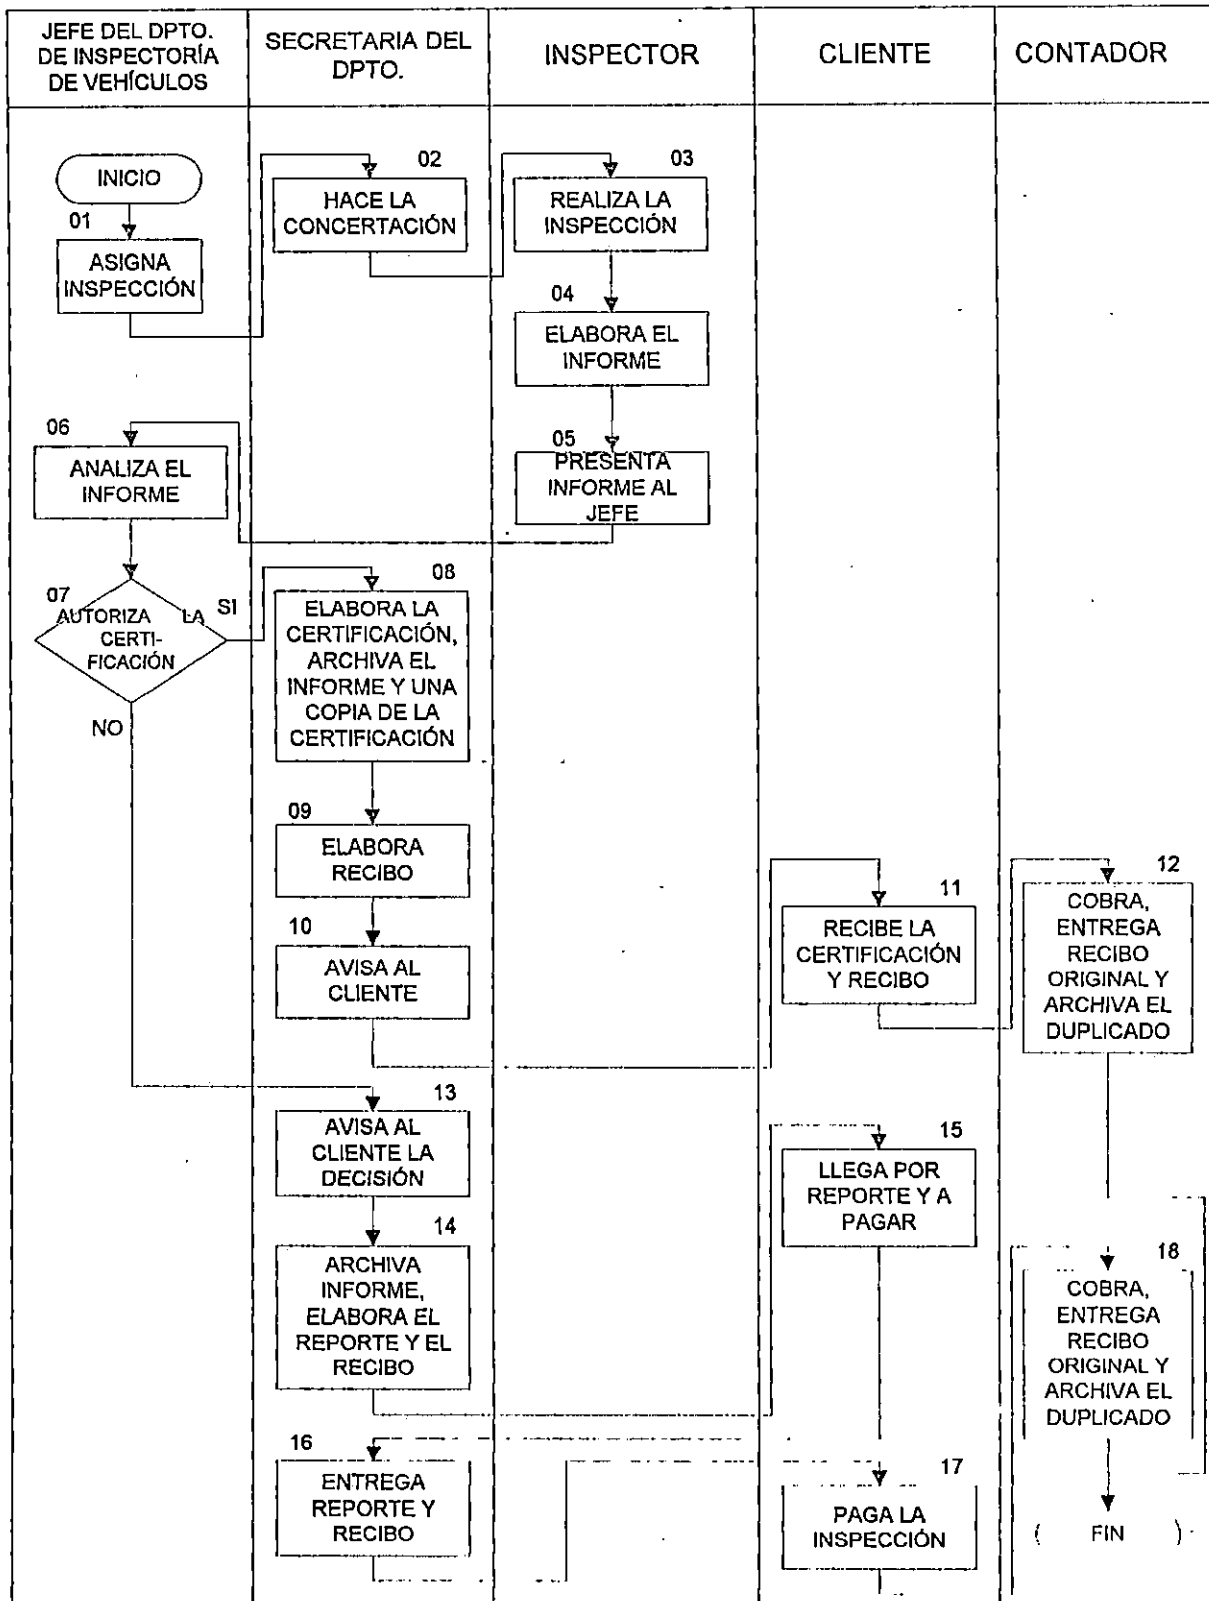 JEFE DEL DPTO.
DE INSPECTORÍA
DE VEHÍCULOS
SECRETARIA DEL
DPTO.
INSPECTOR
CLIENTE
CONTADOR
INICIO
01
ASIGNA
INSPECCIÓN
02
HACE LA
CONCERTACIÓN
03
REALIZA LA
INSPECCIÓN
04
ELABORA EL
INFORME
05
PRESENTA
INFORME AL
JEFE
06
ANALIZA EL
INFORME
07
AUTORIZA LA
CERTI-
FICACIÓN
SI
NO
08
ELABORA LA
CERTIFICACIÓN,
ARCHIVA EL
INFORME Y UNA
COPIA DE LA
CERTIFICACIÓN
09
ELABORA
RECIBO
10
AVISA AL
CLIENTE
11
RECIBE LA
CERTIFICACIÓN
Y RECIBO
12
COBRA,
ENTREGA
RECIBO
ORIGINAL Y
ARCHIVA EL
DUPLICADO
13
AVISA AL
CLIENTE LA
DECISIÓN
14
ARCHIVA
INFORME,
ELABORA EL
REPORTE Y EL
RECIBO
15
LLEGA POR
REPORTE Y A
PAGAR
16
ENTREGA
REPORTE Y
RECIBO
17
PAGA LA
INSPECCIÓN
18
COBRA,
ENTREGA
RECIBO
ORIGINAL Y
ARCHIVA EL
DUPLICADO
FIN